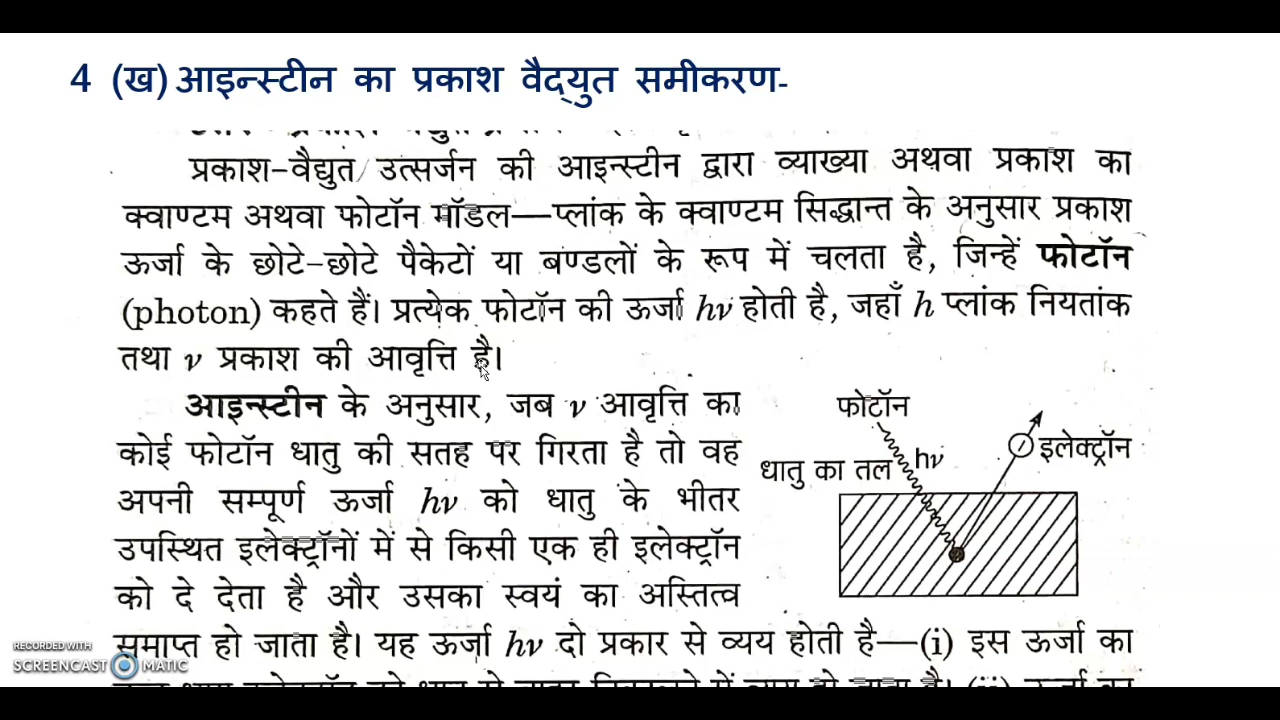 4 (ख) आइन्स्टीन का प्रकाश वैद्युत समीकरण-
प्रकाश-वैद्युत उत्सर्जन की आइन्स्टीन द्वारा व्याख्या अथवा प्रकाश का
क्वाण्टम अथवा फोटॉन मॉडल—प्लांक के क्वाण्टम सिद्धान्त के अनुसार प्रकाश
ऊर्जा के छोटे-छोटे पैकेटों या बण्डलों के रूप में चलता है, जिन्हें फोटॉन
(photon) कहते हैं। प्रत्येक फोटॉन की ऊर्जा hν होती है, जहाँ h प्लांक नियतांक
तथा ν प्रकाश की आवृत्ति है।
आइन्स्टीन के अनुसार, जब ν आवृत्ति का
कोई फोटॉन धातु की सतह पर गिरता है तो वह
अपनी सम्पूर्ण ऊर्जा hν को धातु के भीतर
उपस्थित इलेक्ट्रॉनों में से किसी एक ही इलेक्ट्रॉन
को दे देता है और उसका स्वयं का अस्तित्व
समाप्त हो जाता है। यह ऊर्जा hν दो प्रकार से व्यय होती है—(i) इस ऊर्जा का
फोटॉन
इलेक्ट्रॉन
hν
धातु का तल
RECORDED WITH
SCREENCAST MATIC